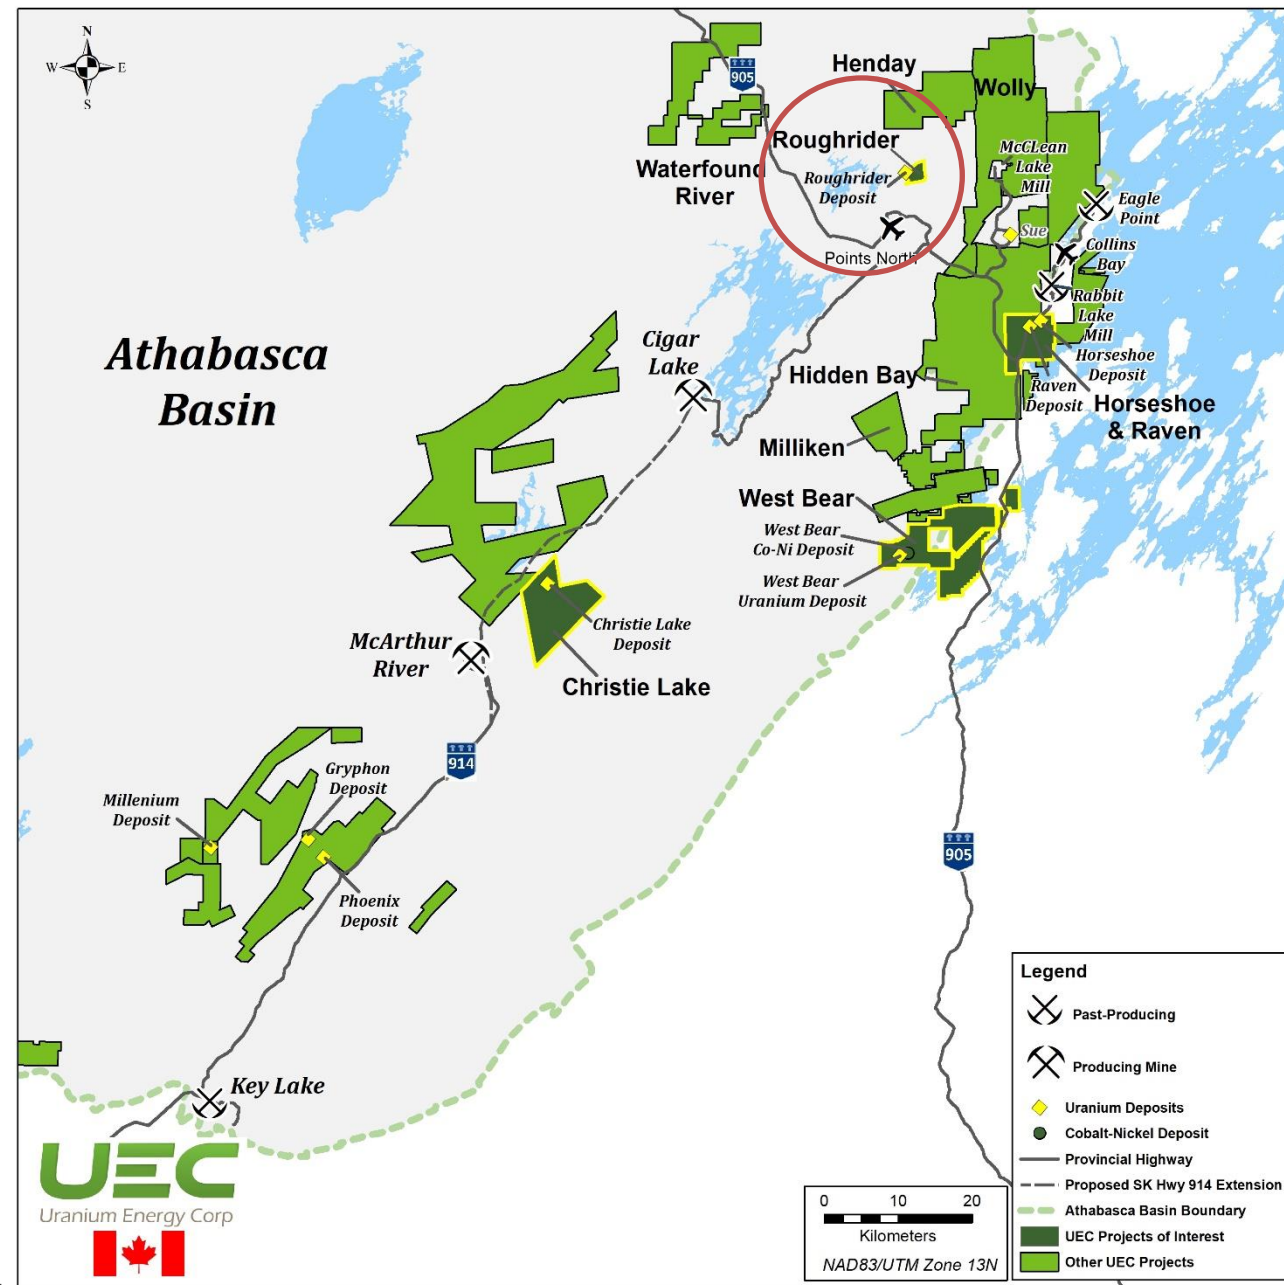 N
W
E
S
905
Henday
Wolly
Roughrider
Roughrider
Deposit
McCLean
Lake
Mill
Waterfound
River
Eagle
Point
Sue
Collins
Bay
Points North
Rabbit
Lake
Mill
Horseshoe
Deposit
Raven
Deposit
Horseshoe
& Raven
Athabasca
Basin
Cigar
Lake
Hidden Bay
Milliken
West Bear
West Bear
Co-Ni Deposit
West Bear
Uranium Deposit
Christie Lake
Deposit
McArthur
River
Christie Lake
914
Gryphon
Deposit
Millenium
Deposit
Phoenix
Deposit
905
Key Lake
UEC
Uranium Energy Corp
0 10 20
Kilometers
NAD83/UTM Zone 13N
Legend
Past-Producing
Producing Mine
Uranium Deposits
Cobalt-Nickel Deposit
Provincial Highway
Proposed SK Hwy 914 Extension
Athabasca Basin Boundary
UEC Projects of Interest
Other UEC Projects